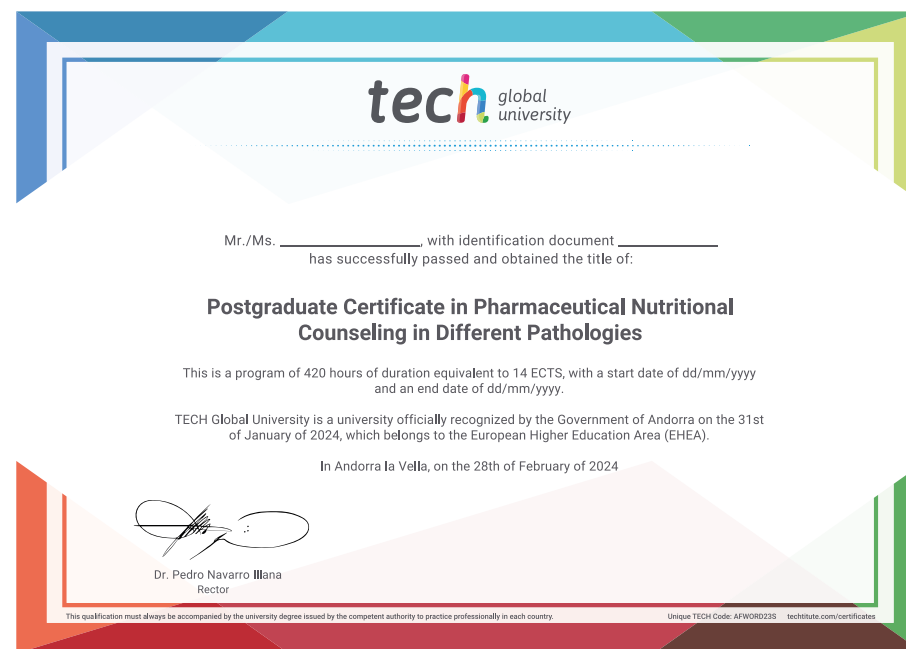 tech global
university
Mr./Ms. ____________, with identification document ____________
has successfully passed and obtained the title of:
Postgraduate Certificate in Pharmaceutical Nutritional
Counseling in Different Pathologies
This is a program of 420 hours of duration equivalent to 14 ECTS, with a start date of dd/mm/yyyy
and an end date of dd/mm/yyyy.
TECH Global University is a university officially recognized by the Government of Andorra on the 31st
of January of 2024, which belongs to the European Higher Education Area (EHEA).
In Andorra la Vella, on the 28th of February of 2024
Dr. Pedro Navarro Illana
Rector
This qualification must always be accompanied by the university degree issued by the competent authority to practice professionally in each country.
Unique TECH Code: AFWORD23S techtitute.com/certificates